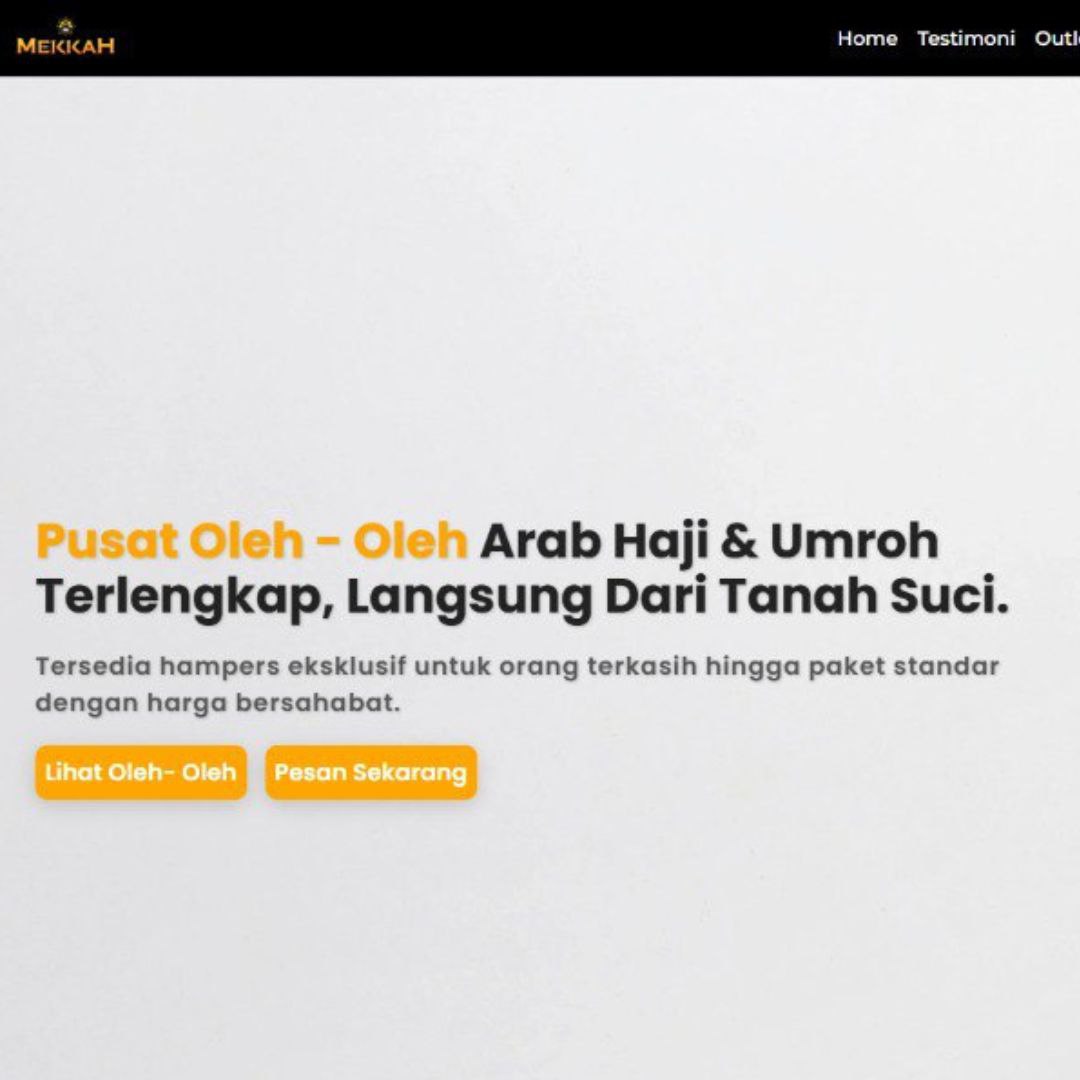 MEKKAH
Home Testimoni
Pusat Oleh - Oleh Arab Haji & Umroh
Terlengkap, Langsung Dari Tanah Suci.
Tersedia hampers eksklusif untuk orang terkasih hingga paket standar
dengan harga bersahabat.
Lihat Oleh- Oleh Pesan Sekarang